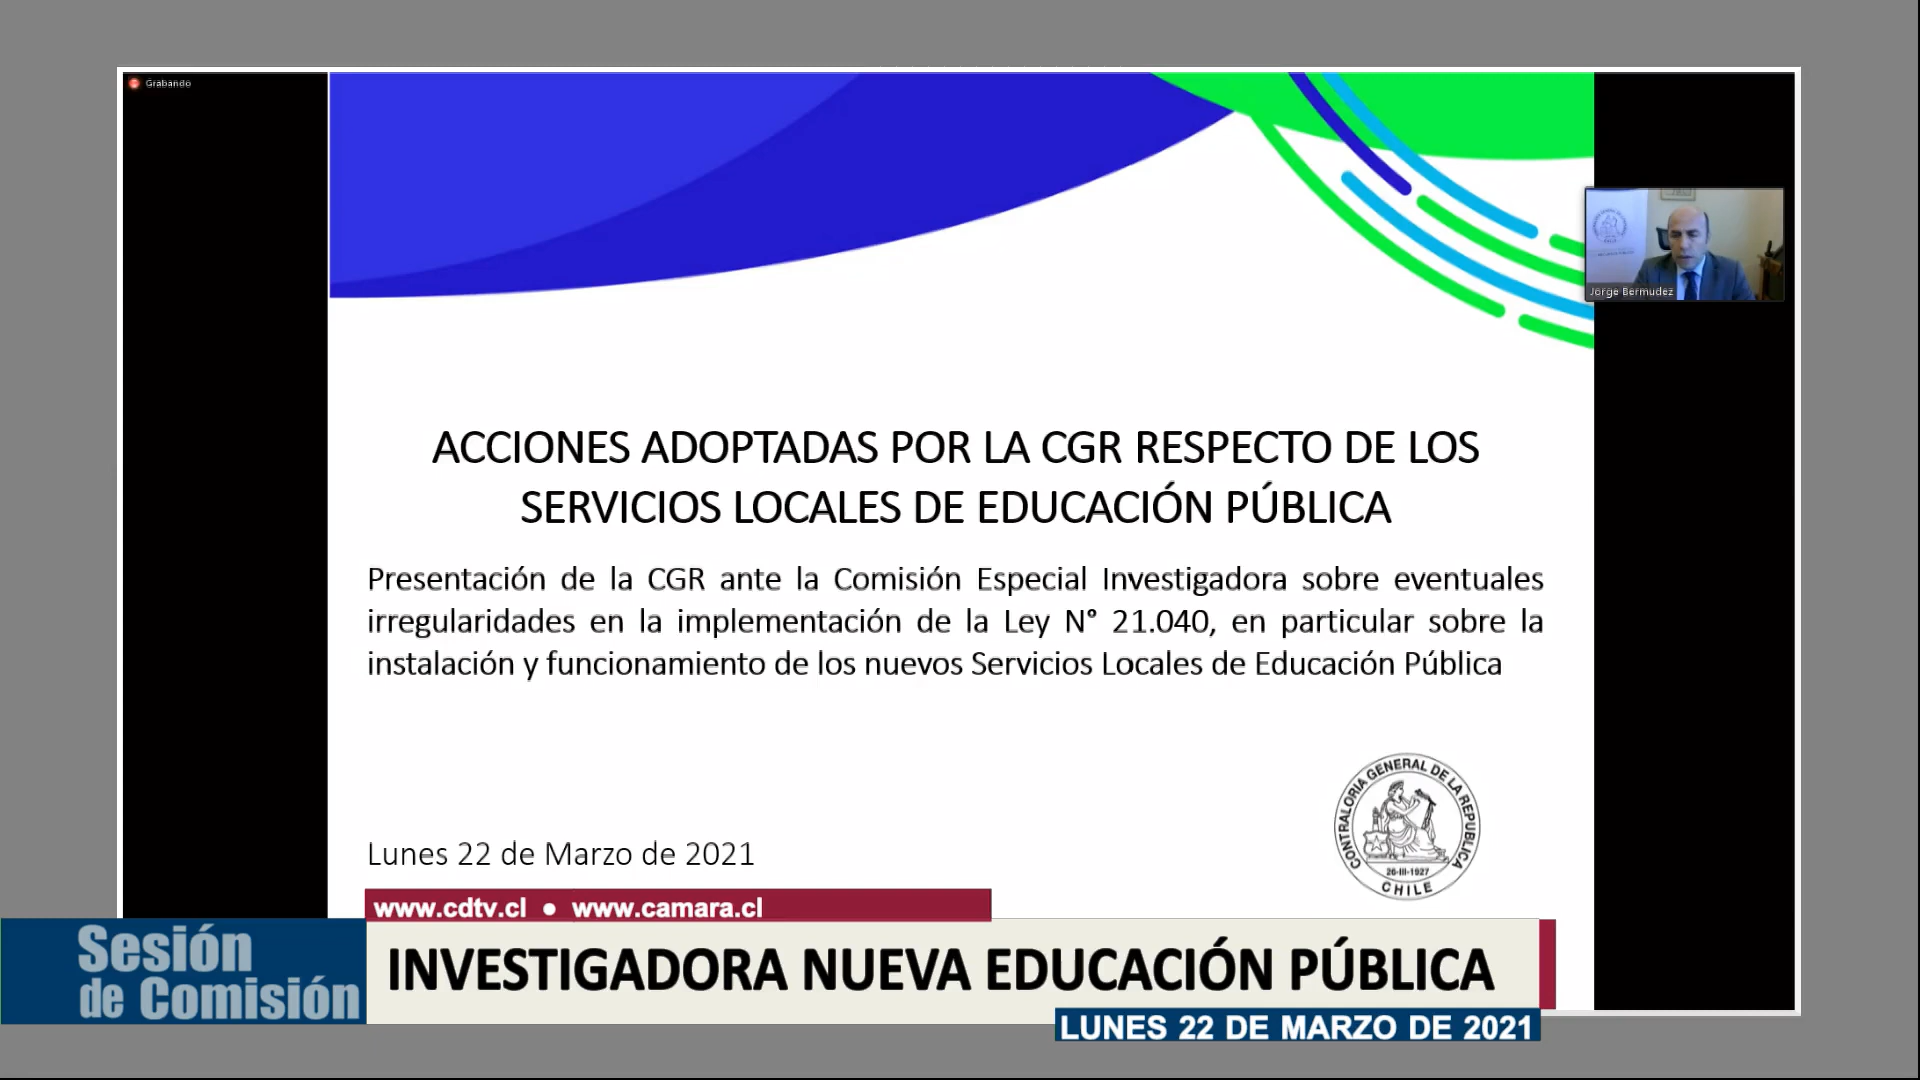 Grabando
Jorge Bermudez
ACCIONES ADOPTADAS POR LA CGR RESPECTO DE LOS
SERVICIOS LOCALES DE EDUCACIÓN PÚBLICA
Presentación de la CGR ante la Comisión Especial Investigadora sobre eventuales
irregularidades en la implementación de la Ley N° 21.040, en particular sobre la
instalación y funcionamiento de los nuevos Servicios Locales de Educación Pública
CONTRALORIA GENERAL DE LA REPUBLICA
26-III-1927
CHILE
Lunes 22 de Marzo de 2021
www.cdtv.cl ● www.camara.cl
Sesión
de Comisión
INVESTIGADORA NUEVA EDUCACIÓN PÚBLICA
LUNES 22 DE MARZO DE 2021